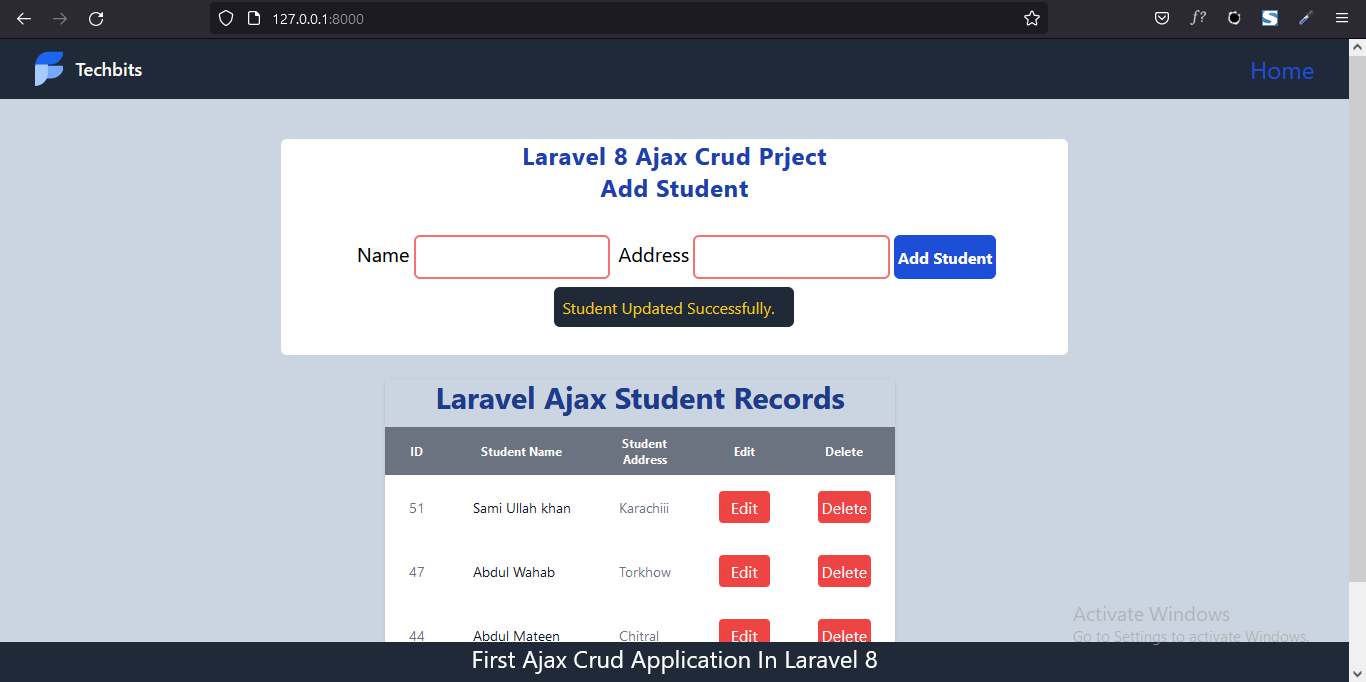 127.0.0.1:8000
Techbits
Home
Laravel 8 Ajax Crud Prject
Add Student
Name Address Add Student
Student Updated Successfully.
Laravel Ajax Student Records
ID Student Name Student Address Edit Delete
51 Sami Ullah khan Karachiii Edit Delete
47 Abdul Wahab Torkhow Edit Delete
44 Abdul Mateen Chitral Edit Delete
Activate Windows
Go to Settings to activate Windows.
First Ajax Crud Application In Laravel 8